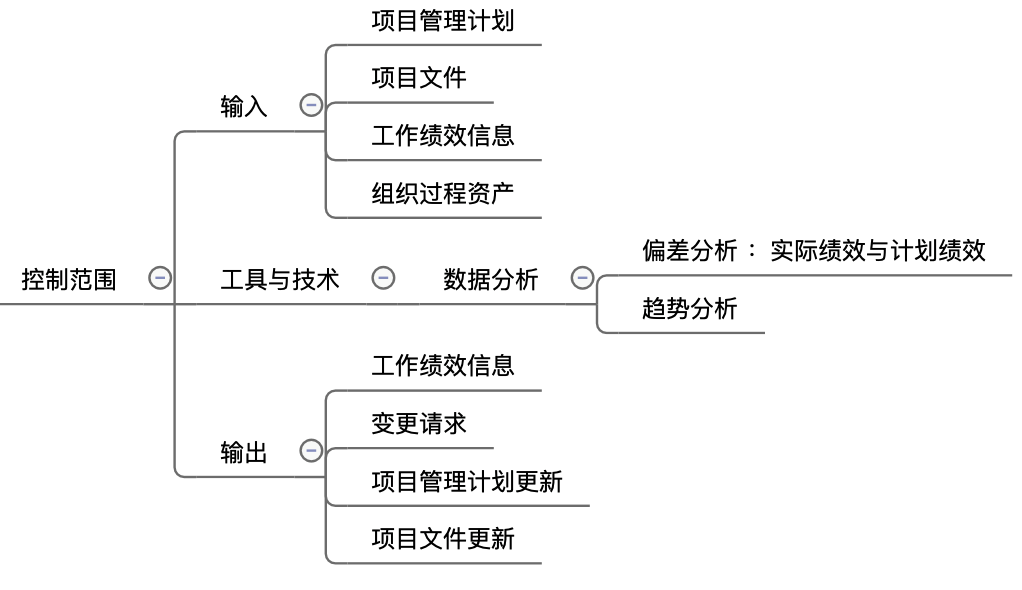 项目管理计划
项目文件
输入
工作绩效信息
组织过程资产
偏差分析： 实际绩效与计划绩效
控制范围
工具与技术
数据分析
趋势分析
工作绩效信息
变更请求
输出
项目管理计划更新
项目文件更新